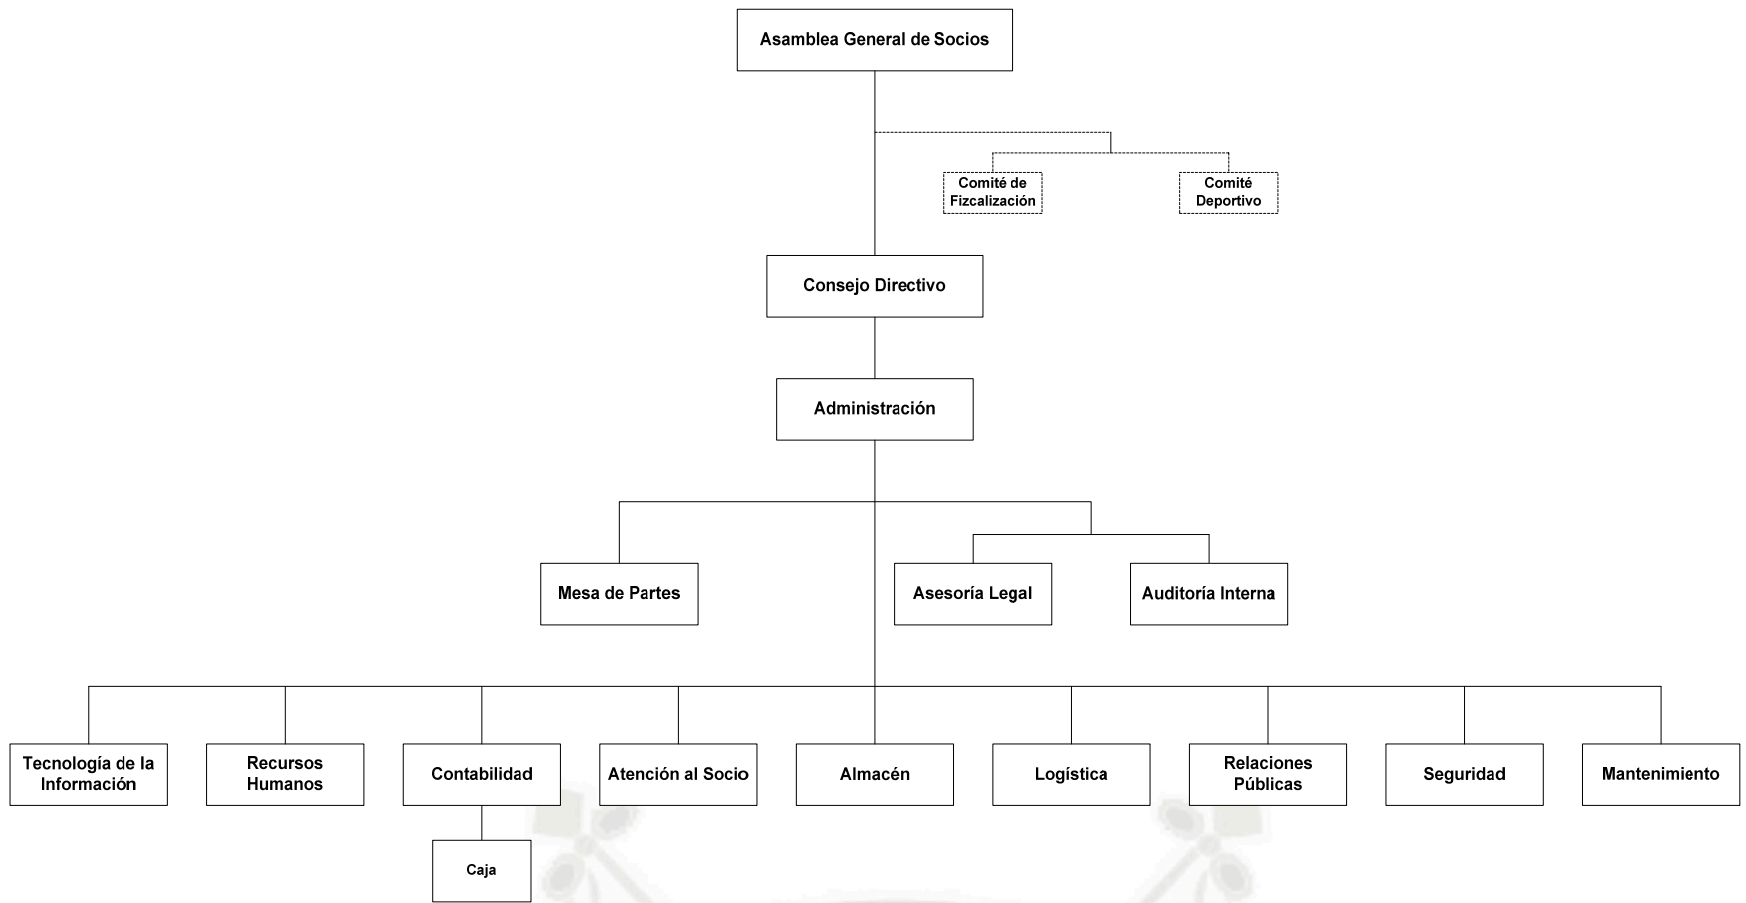 Asamblea General de Socios
Comité de
Fizcalización
Comité
Deportivo
Consejo Directivo
Administración
Mesa de Partes
Asesoría Legal
Auditoría Interna
Tecnología de la
Información
Recursos
Humanos
Contabilidad
Atención al Socio
Almacén
Logística
Relaciones
Públicas
Seguridad
Mantenimiento
Caja